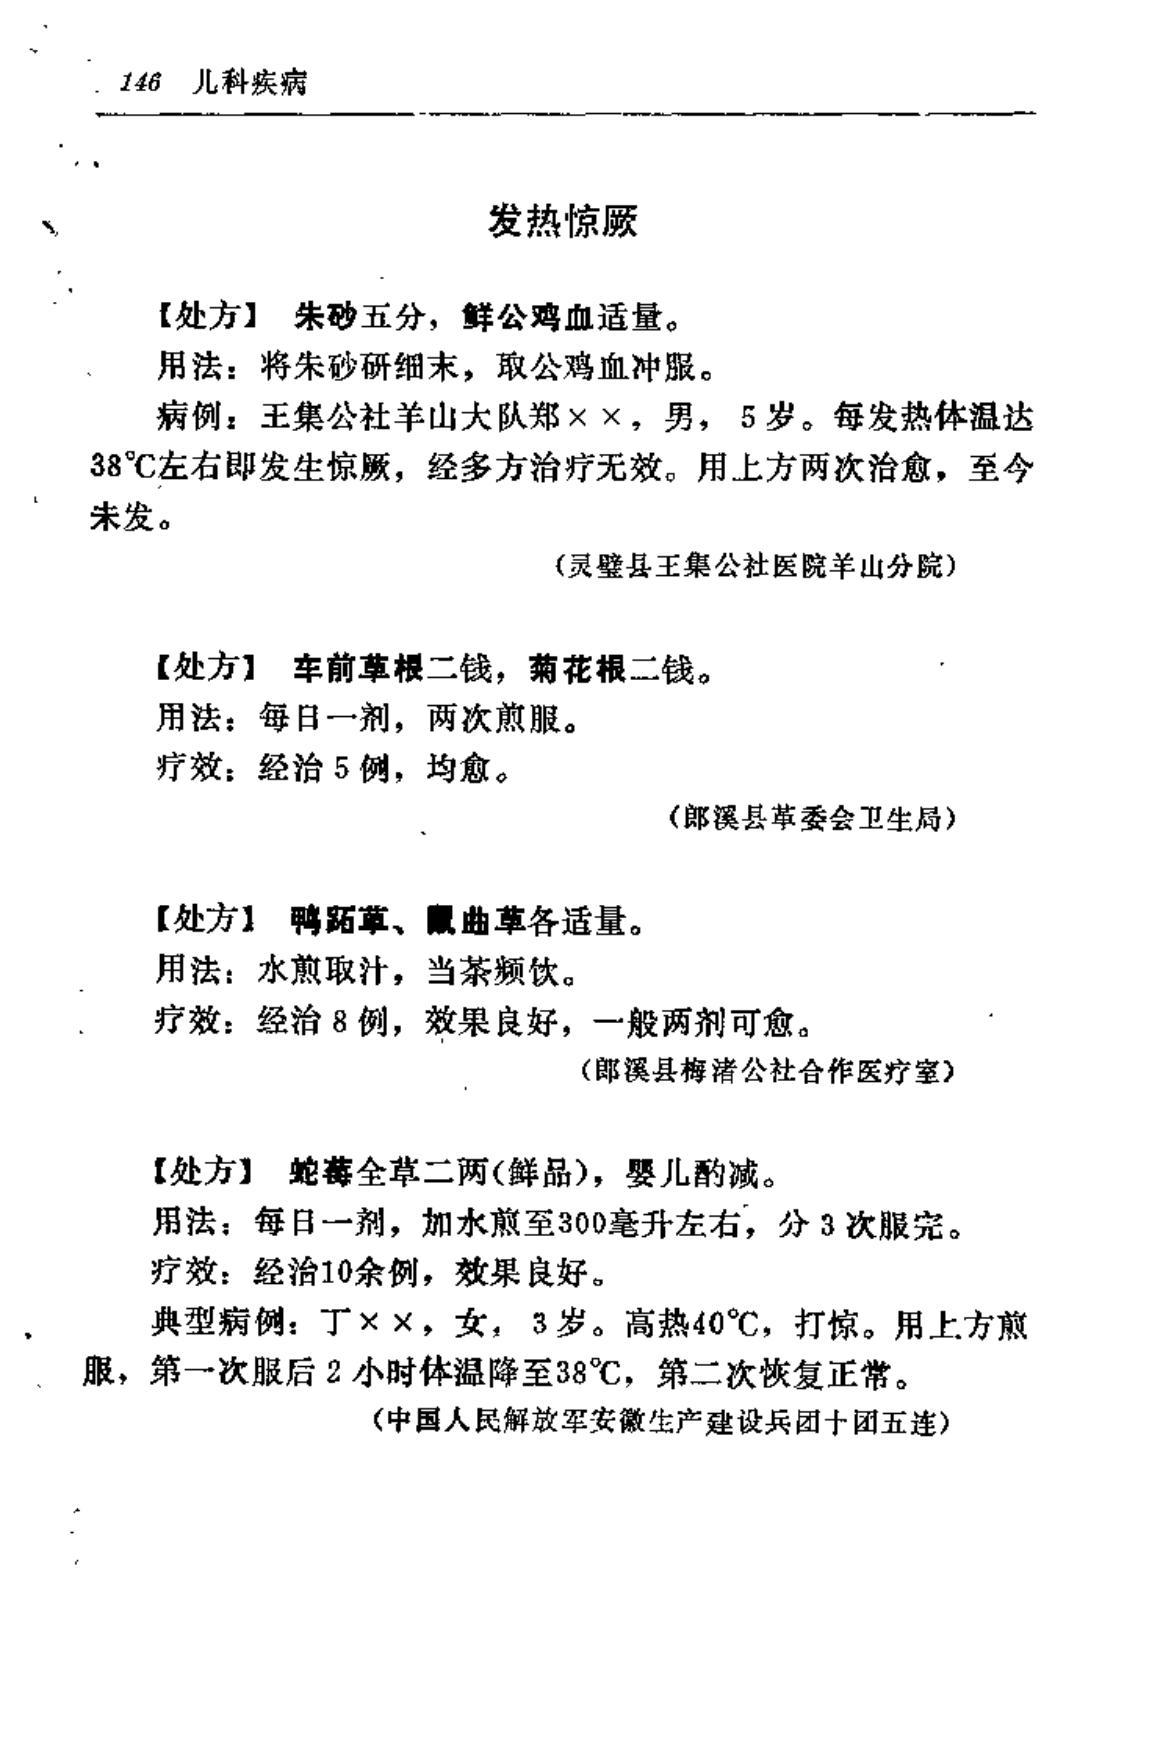 146 儿科疾病
发热惊厥
【处方】 朱砂五分，鲜公鸡血适量。
用法：将朱砂研细末，取公鸡血冲服。
病例：王集公社羊山大队郑××，男，5岁。每发热体温达
38℃左右即发生惊厥，经多方治疗无效。用上方两次治愈，至今
未发。
（灵璧县王集公社医院羊山分院）
【处方】 车前草根二钱，菊花根二钱。
用法：每日一剂，两次煎服。
疗效：经治5例，均愈。
（郎溪县革委会卫生局）
【处方】 鸭跖草、鼠曲草各适量。
用法：水煎取汁，当茶频饮。
疗效：经治8例，效果良好，一般两剂可愈。
（郎溪县梅渚公社合作医疗室）
【处方】 蛇莓全草二两(鲜品)，婴儿酌减。
用法：每日一剂，加水煎至300毫升左右，分3次服完。
疗效：经治10余例，效果良好。
典型病例：丁××，女，3岁。高热40℃，打惊。用上方煎
服，第一次服后2小时体温降至38℃，第二次恢复正常。
（中国人民解放军安徽生产建设兵团十团五连）